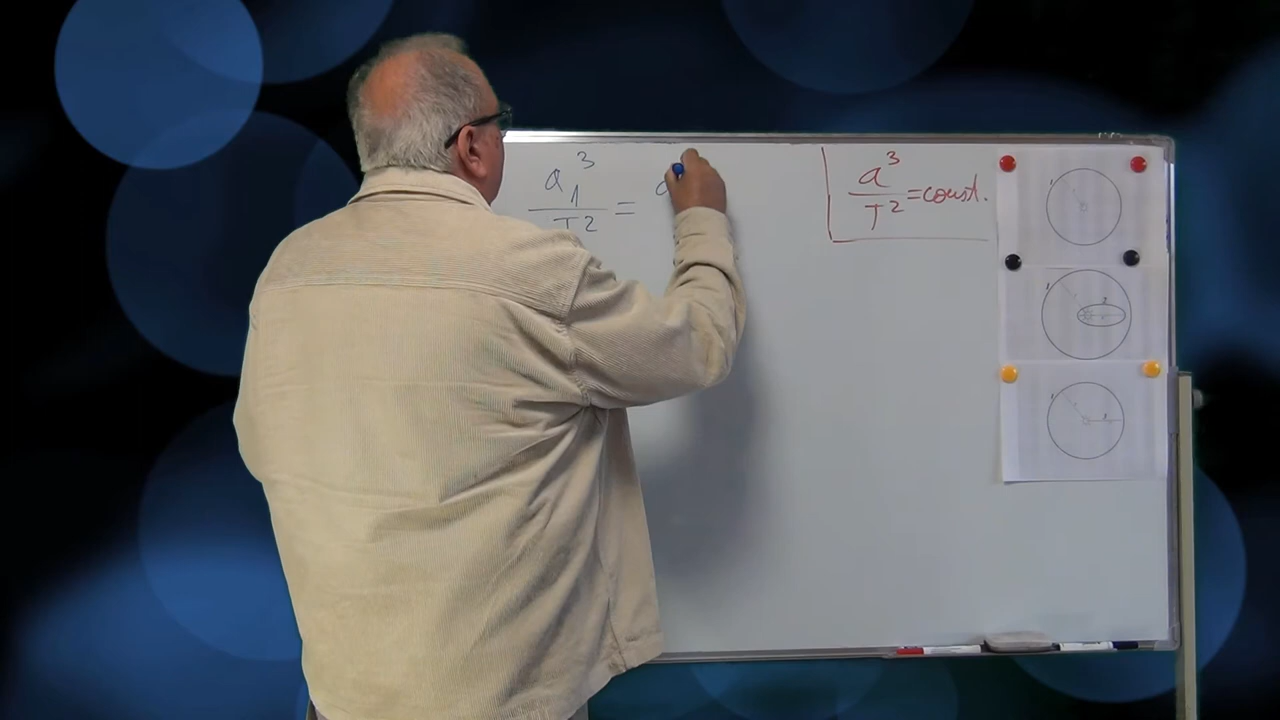 a₁³
T² =
a
a³
T² = const.